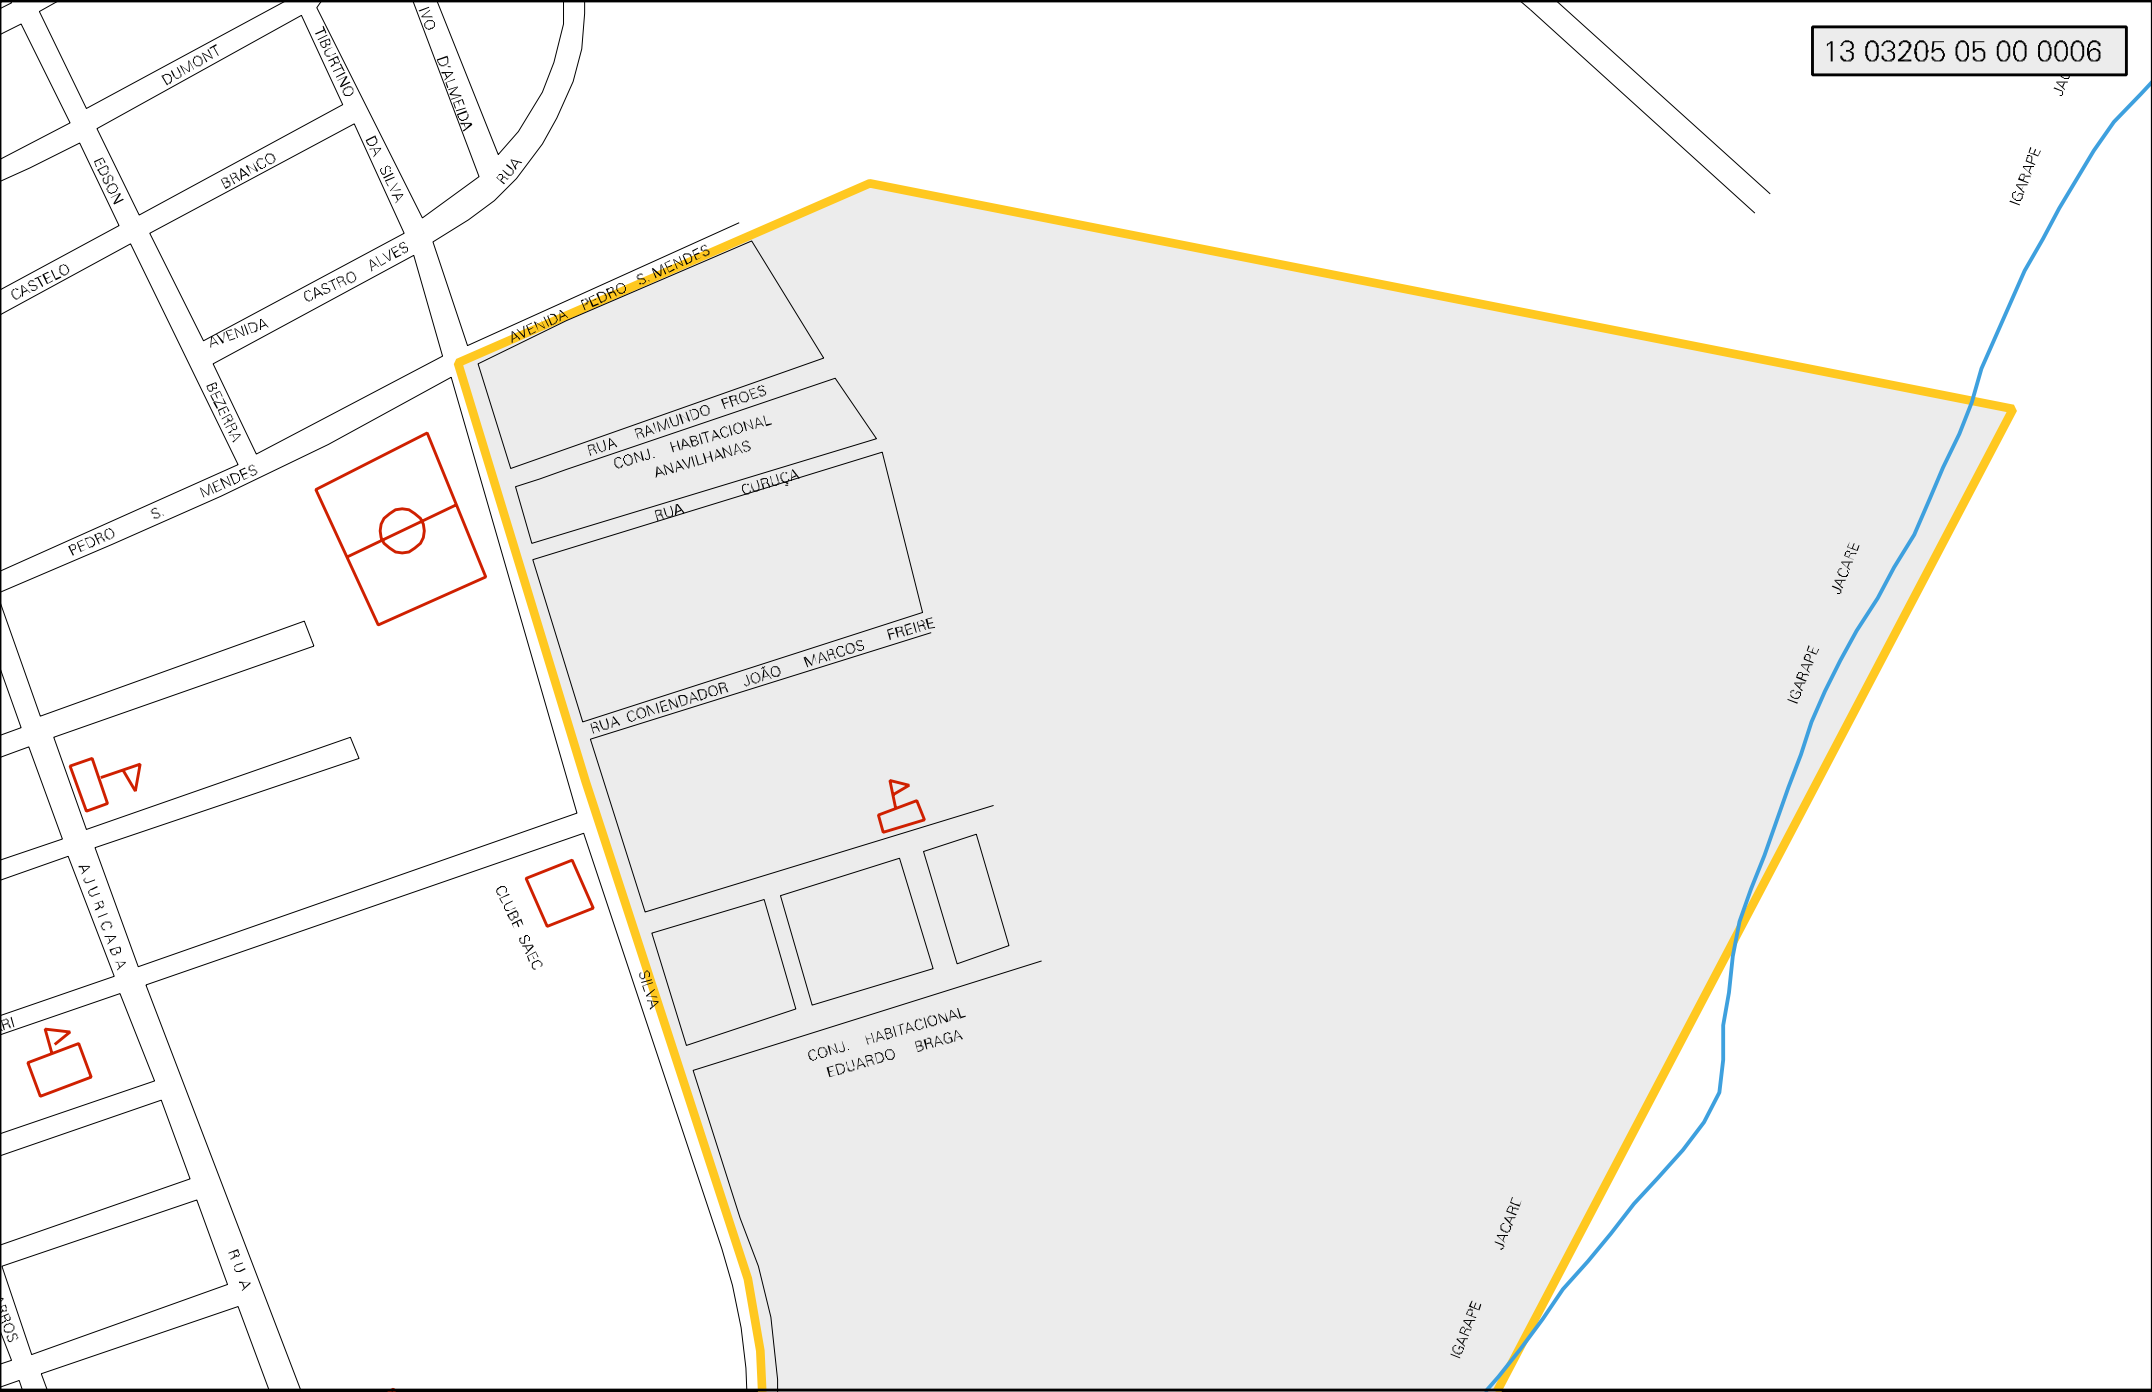 13 03205 05 00 0006
DUMONT
TIBURTINO
DA SILVA
IVO D'ALMEIDA
RUA
EDSON
BRANCO
CASTELO
CASTRO ALVES
AVENIDA
BEZERRA
AVENIDA PEDRO S. MENDES
PEDRO S. MENDES
RUA RAIMUNDO FROES
CONJ. HABITACIONAL
ANAVILHANAS
RUA CURUÇA
RUA COMENDADOR JOÃO MARCOS FREIRE
IGARAPE
JACARE
IGARAPE
AJURICABA
CLUBE SAEC
SILVA
CONJ. HABITACIONAL
EDUARDO BRAGA
RUA
JACARE
IGARAPE